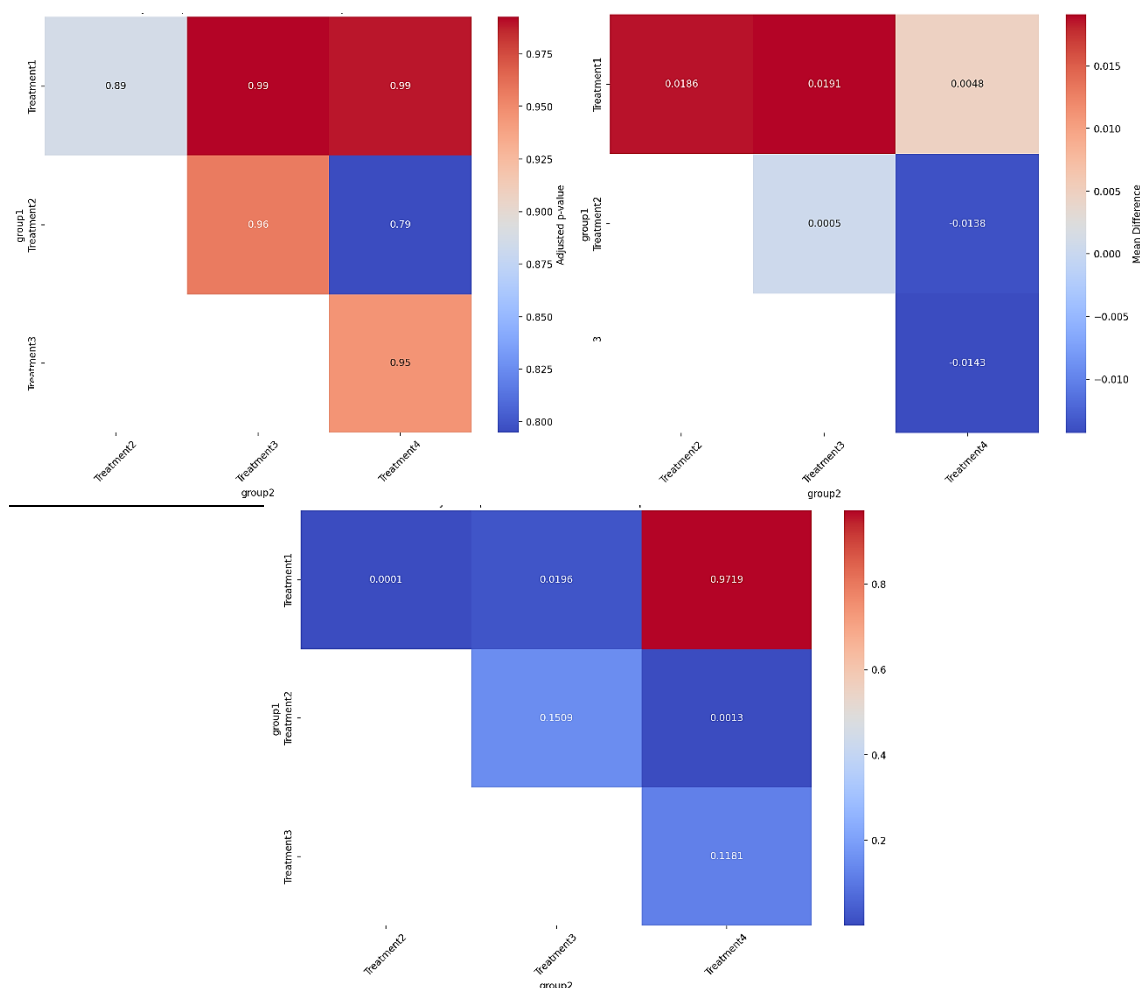 Treatment1
0.89
0.99
0.99
group1
Treatment2
0.96
0.79
Treatment3
0.95
Treatment2
Treatment3
Treatment4
group2
0.975
0.950
0.925
0.900
0.875
0.850
0.825
0.800
Adjusted p-value
Treatment1
0.0186
0.0191
0.0048
group1
Treatment2
0.0005
-0.0138
3
-0.0143
Treatment2
Treatment3
Treatment4
group2
0.015
0.010
0.005
0.000
−0.005
−0.010
Mean Difference
Treatment1
0.0001
0.0196
0.9719
group1
Treatment2
0.1509
0.0013
Treatment3
0.1181
Treatment2
Treatment3
Treatment4
group2
0.8
0.6
0.4
0.2